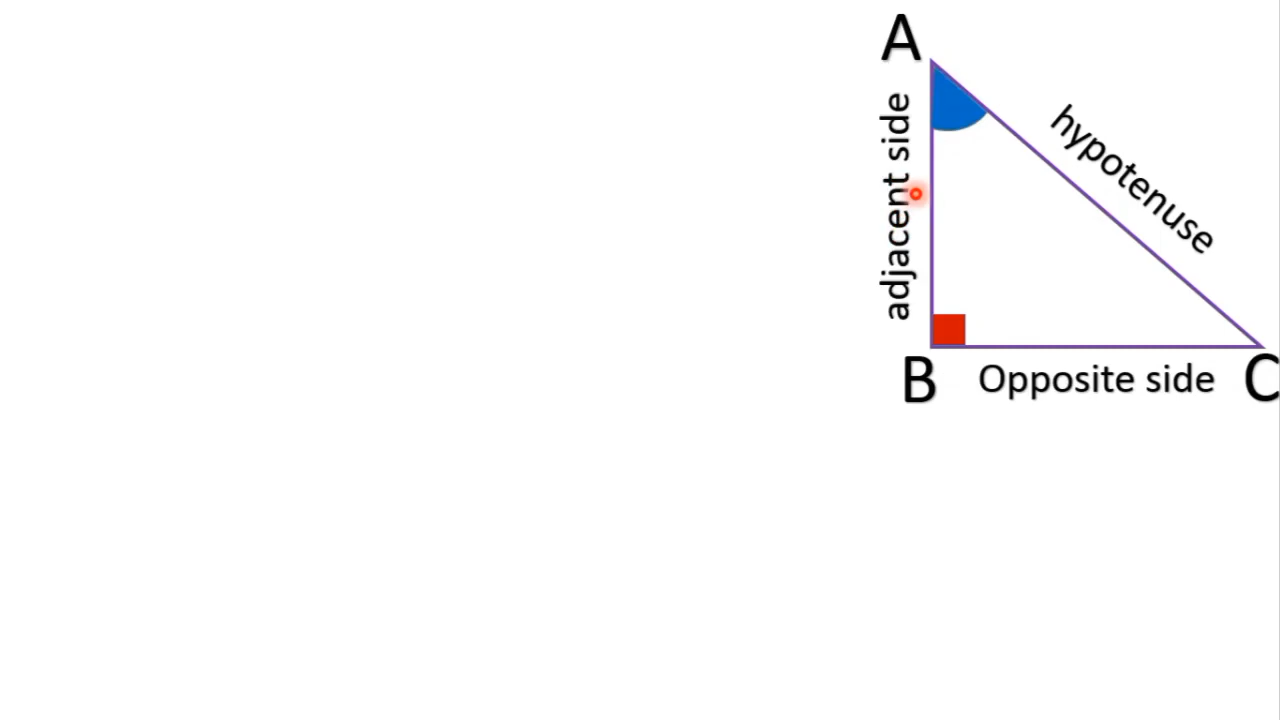 A
adjacent side
hypotenuse
B
Opposite side
C